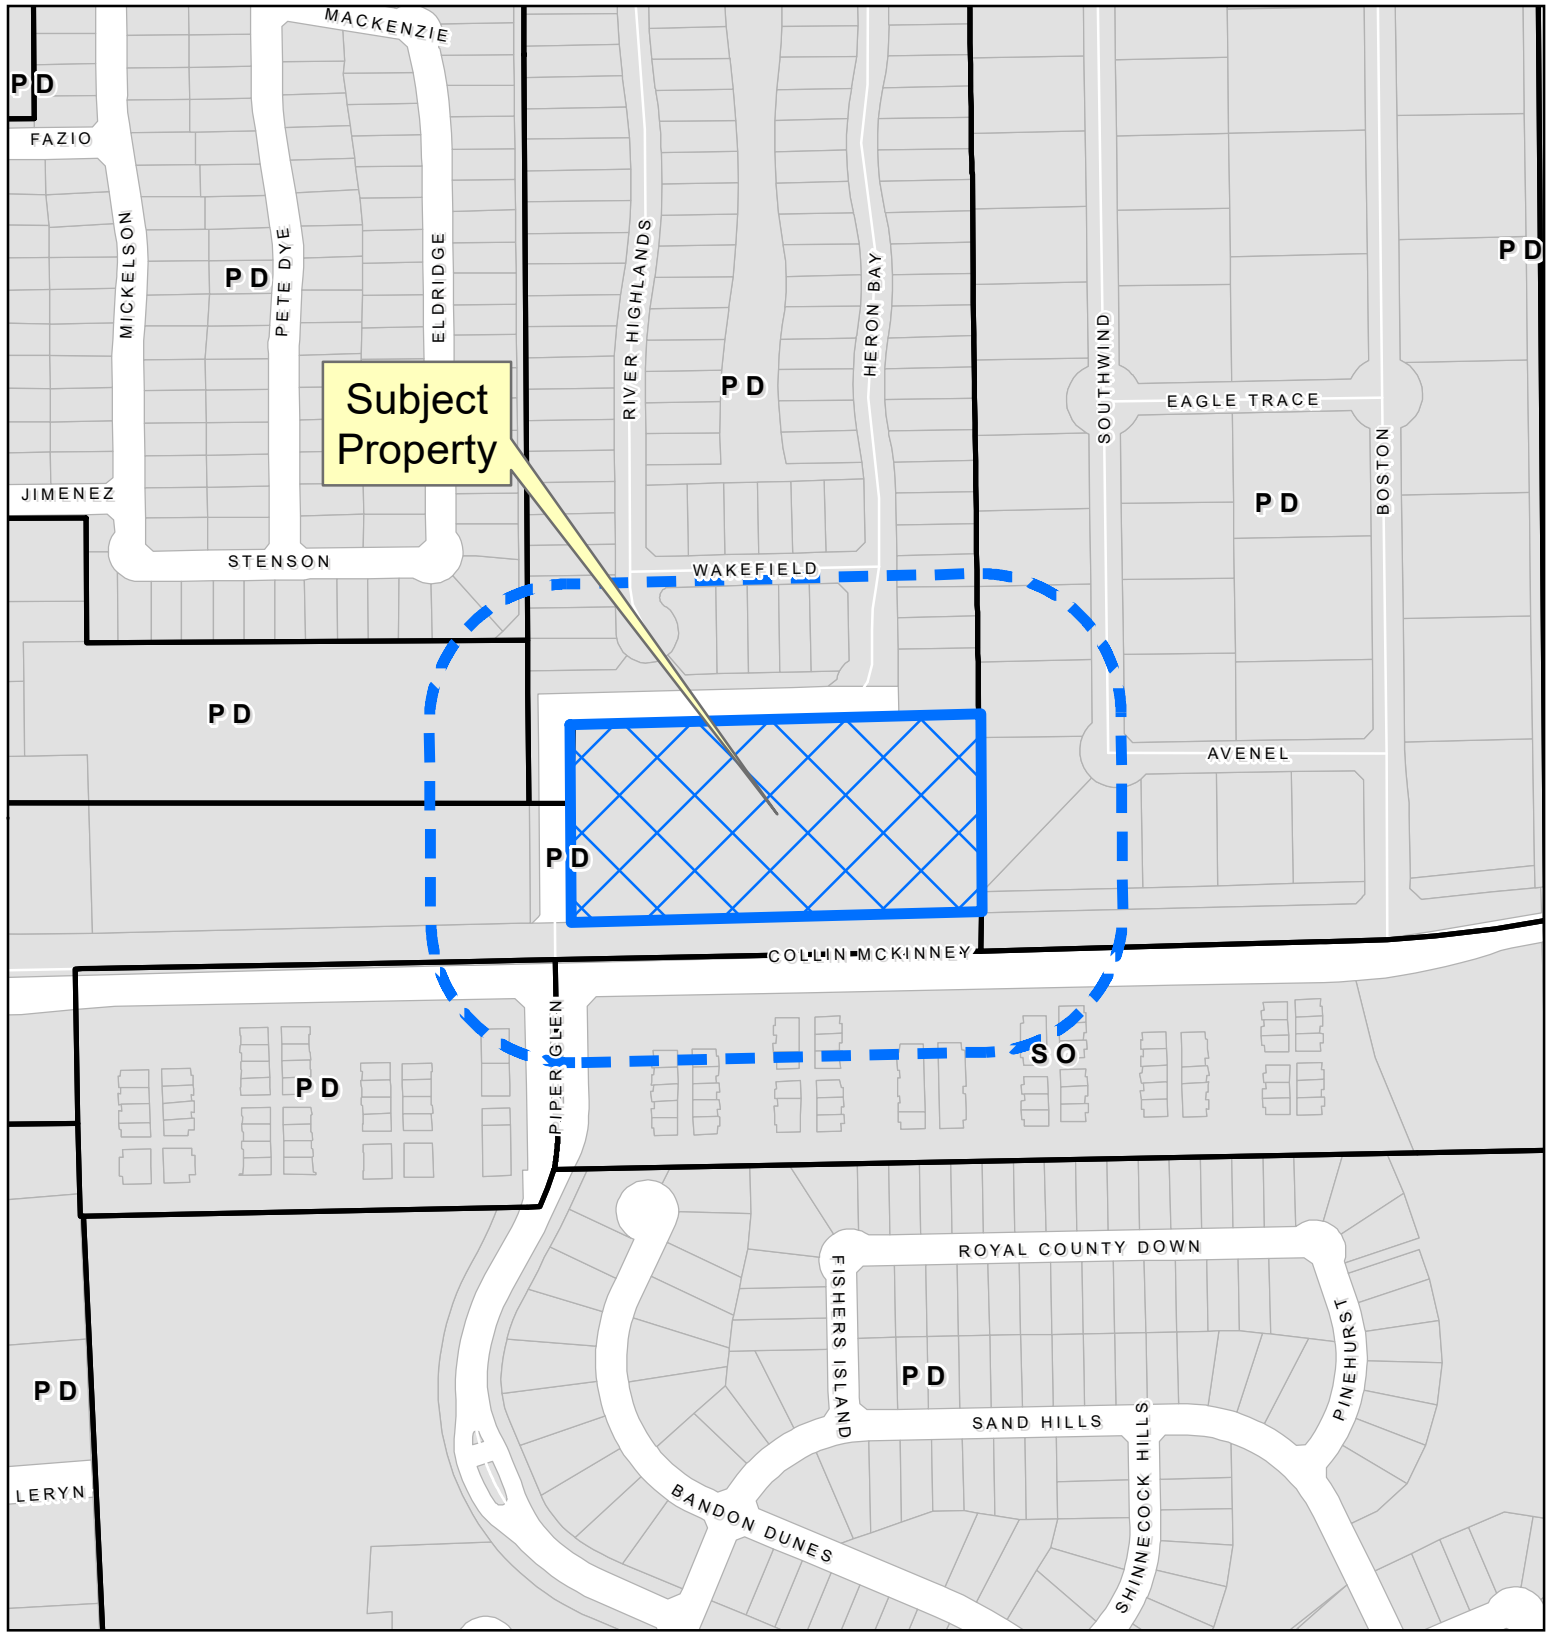 MACKENZIE
PD
FAZIO
MICKELSON
PD
PETE DYE
ELDRIDGE
RIVER HIGHLANDS
HERON BAY
PD
SOUTHWIND
EAGLE TRACE
BOSTON
PD
PD
Subject
Property
JIMENEZ
STENSON
WAKEFIELD
PD
AVENEL
PD
COLLIN MCKINNEY
PIPER GLEN
PD
SO
ROYAL COUNTY DOWN
FISHERS ISLAND
PINEHURST
PD
PD
SAND HILLS
SHINNECOCK HILLS
LERYN
BANDON DUNES